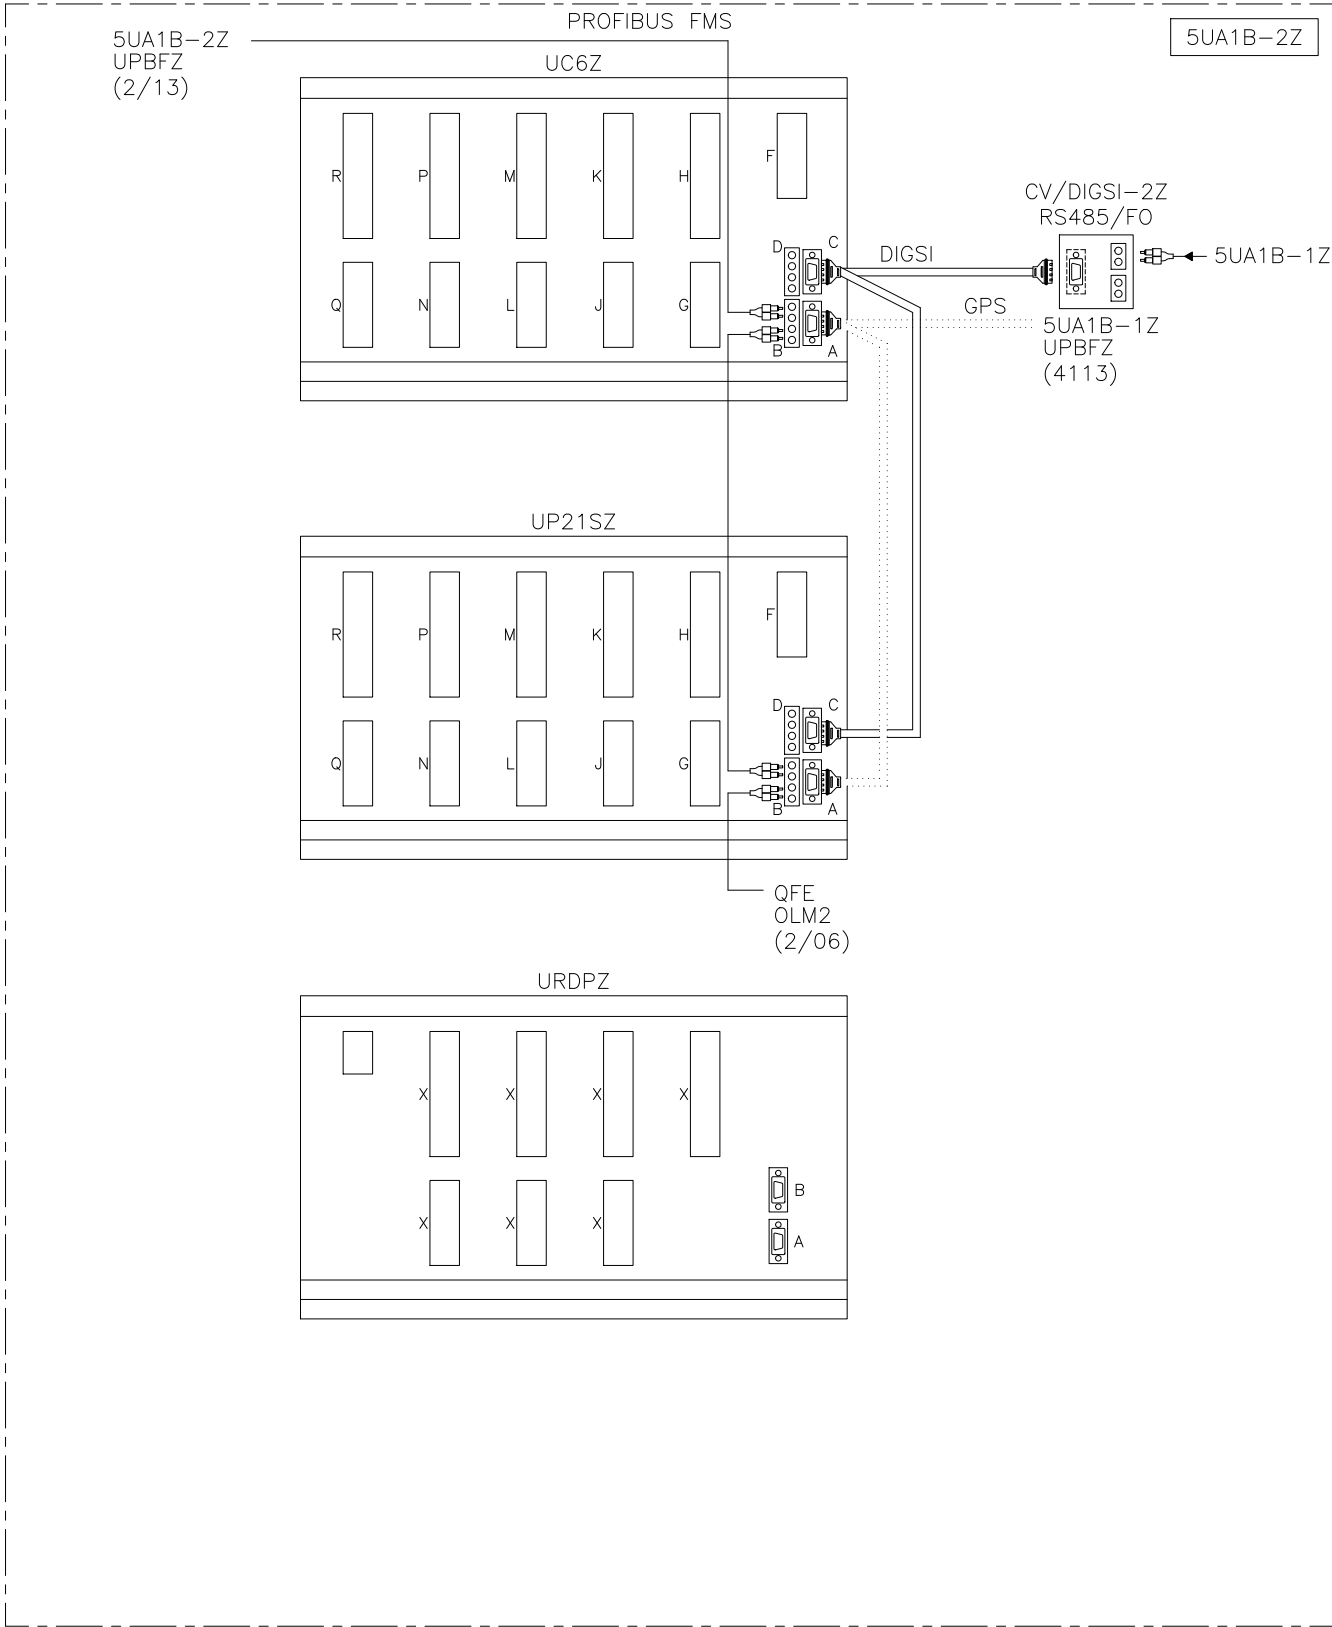 PROFIBUS FMS
5UA1B-2Z
5UA1B-2Z
UPBFZ
(2/13)
UC6Z
R
P
M
K
H
F
Q
N
L
J
G
D
C
B
A
DIGSI
GPS
CV/DIGSI-2Z
RS485/FO
5UA1B-1Z
5UA1B-1Z
UPBFZ
(4113)
UP21SZ
R
P
M
K
H
F
Q
N
L
J
G
D
C
B
A
QFE
OLM2
(2/06)
URDPZ
X
X
X
X
X
X
X
B
A